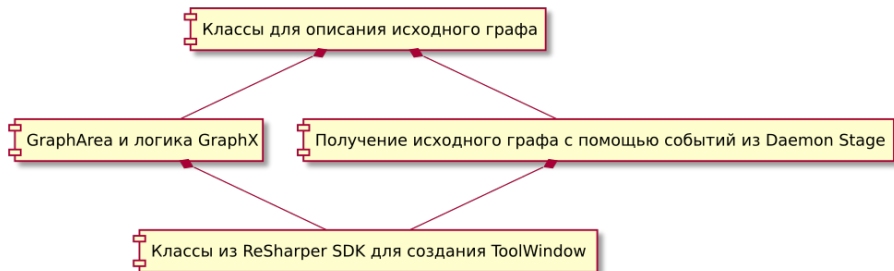 Классы для описания исходного графа
GraphArea и логика GraphX
Получение исходного графа с помощью событий из Daemon Stage
Классы из ReSharper SDK для создания ToolWindow